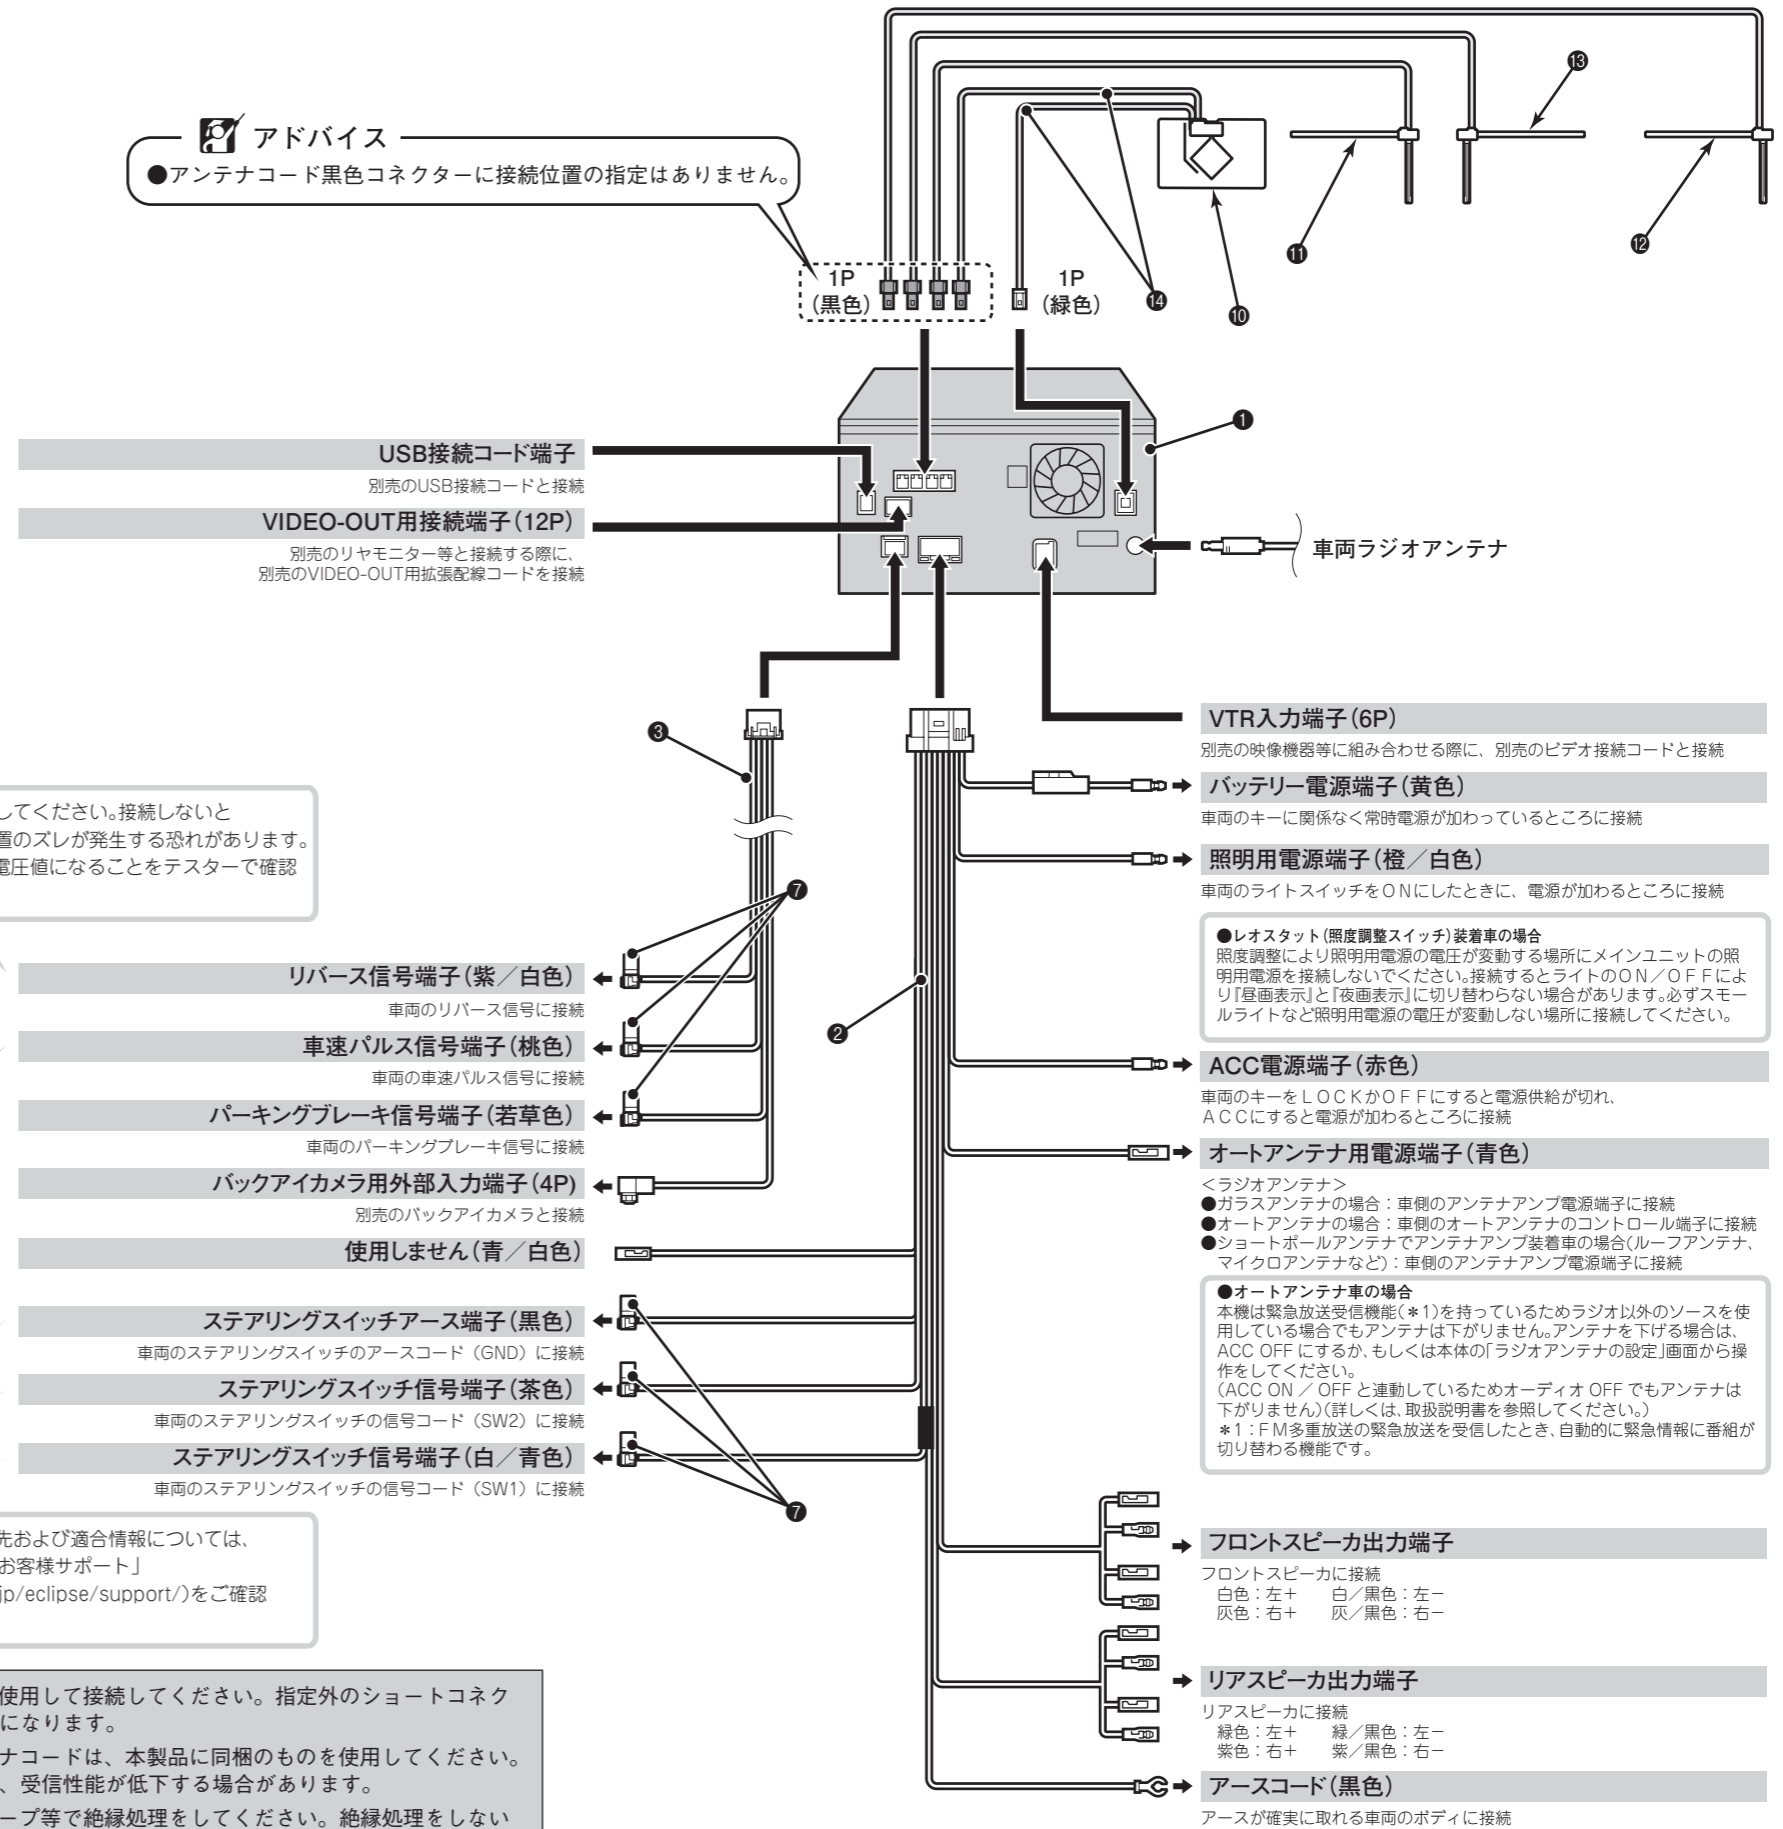 アドバイス
●アンテナコード黒色コネクターに接続位置の指定はありません。
⑬
⑪
⑫
⑭
⑩
1P
(黒色)
1P
(緑色)
❶
USB接続コード端子
別売のUSB接続コードと接続
VIDEO-OUT用接続端子(12P)
別売のリヤモニター等と接続する際に、
別売のVIDEO-OUT用拡張配線コードを接続
車両ラジオアンテナ
❸
してください。接続しないと
置のズレが発生する恐れがあります。
電圧値になることをテスターで確認
❼
リバース信号端子(紫/白色)
車両のリバース信号に接続
車速パルス信号端子(桃色)
車両の車速パルス信号に接続
パーキングブレーキ信号端子(若草色)
車両のパーキングブレーキ信号に接続
バックアイカメラ用外部入力端子(4P)
別売のバックアイカメラと接続
使用しません(青/白色)
ステアリングスイッチアース端子(黒色)
車両のステアリングスイッチのアースコード(GND)に接続
ステアリングスイッチ信号端子(茶色)
車両のステアリングスイッチの信号コード(SW2)に接続
ステアリングスイッチ信号端子(白/青色)
車両のステアリングスイッチの信号コード(SW1)に接続
❼
先および適合情報については、
お客様サポート」
jp/eclipse/support/)をご確認
使用して接続してください。指定外のショートコネク
になります。
ナコードは、本製品に同梱のものを使用してください。
、受信性能が低下する場合があります。
ープ等で絶縁処理をしてください。絶縁処理をしない
❷
VTR入力端子(6P)
別売の映像機器等に組み合わせる際に、別売のビデオ接続コードと接続
バッテリー電源端子(黄色)
車両のキーに関係なく常時電源が加わっているところに接続
照明用電源端子(橙/白色)
車両のライトスイッチをONにしたときに、電源が加わるところに接続
●レオスタット(照度調整スイッチ)装着車の場合
照度調整により照明用電源の電圧が変動する場所にメインユニットの照
明用電源を接続しないでください。接続するとライトのON/OFFによ
り『昼画表示』と『夜画表示』に切り替わらない場合があります。必ずスモー
ルライトなど照明用電源の電圧が変動しない場所に接続してください。
ACC電源端子(赤色)
車両のキーをLOCKかOFFにすると電源供給が切れ、
ACCにすると電源が加わるところに接続
オートアンテナ用電源端子(青色)
<ラジオアンテナ>
●ガラスアンテナの場合:車側のアンテナアンプ電源端子に接続
●オートアンテナの場合:車側のオートアンテナのコントロール端子に接続
●ショートポールアンテナでアンテナアンプ装着車の場合(ルーフアンテナ、
マイクロアンテナなど):車側のアンテナアンプ電源端子に接続
●オートアンテナ車の場合
本機は緊急放送受信機能(*1)を持っているためラジオ以外のソースを使
用している場合でもアンテナは下がりません。アンテナを下げる場合は、
ACC OFF にするか、もしくは本体の「ラジオアンテナの設定」画面から操
作をしてください。
(ACC ON / OFF と連動しているためオーディオ OFF でもアンテナは
下がりません)(詳しくは、取扱説明書を参照してください。)
*1:FM多重放送の緊急放送を受信したとき、自動的に緊急情報に番組が
切り替わる機能です。
フロントスピーカ出力端子
フロントスピーカに接続
白色:左+ 白/黒色:左−
灰色:右+ 灰/黒色:右−
リアスピーカ出力端子
リアスピーカに接続
緑色:左+ 緑/黒色:左−
紫色:右+ 紫/黒色:右−
アースコード(黒色)
アースが確実に取れる車両のボディに接続